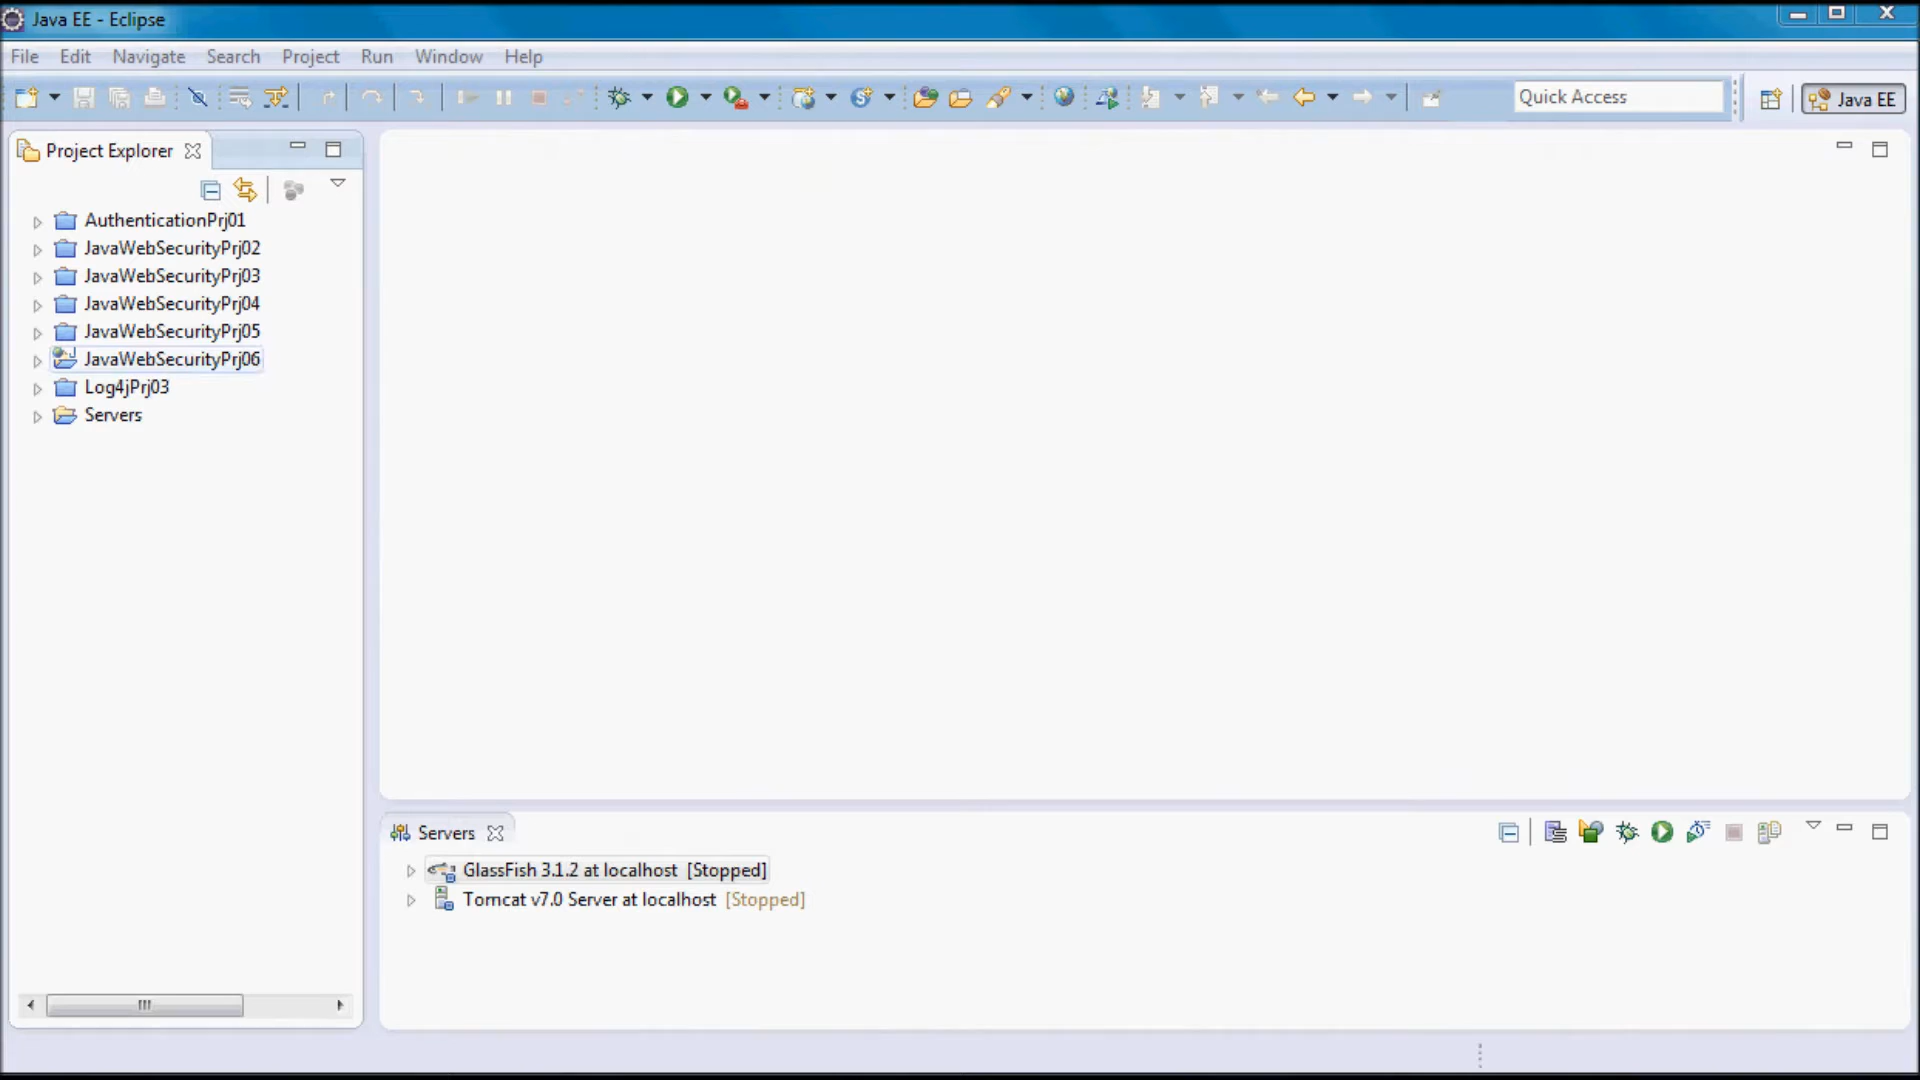 Java EE - Eclipse
File Edit Navigate Search Project Run Window Help
Quick Access
Java EE
Project Explorer
AuthenticationPrj01
JavaWebSecurityPrj02
JavaWebSecurityPrj03
JavaWebSecurityPrj04
JavaWebSecurityPrj05
JavaWebSecurityPrj06
Log4jPrj03
Servers
Servers
GlassFish 3.1.2 at localhost [Stopped]
Tomcat v7.0 Server at localhost [Stopped]